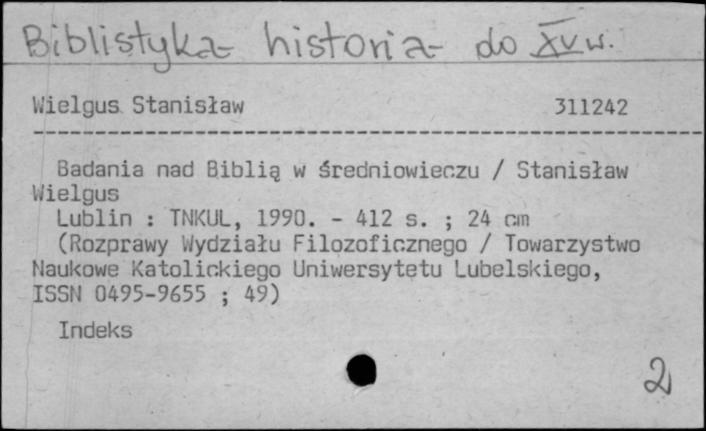 Biblistyka historia do XV w.
Wielgus Stanisław 311242
Badania nad Biblią w średniowieczu / Stanisław
Wielgus
Lublin : TNKUL, 1990. - 412 s. ; 24 cm
(Rozprawy Wydziału Filozoficznego / Towarzystwo
Naukowe Katolickiego Uniwersytetu Lubelskiego,
ISSN 0495-9655 ; 49)
Indeks
2